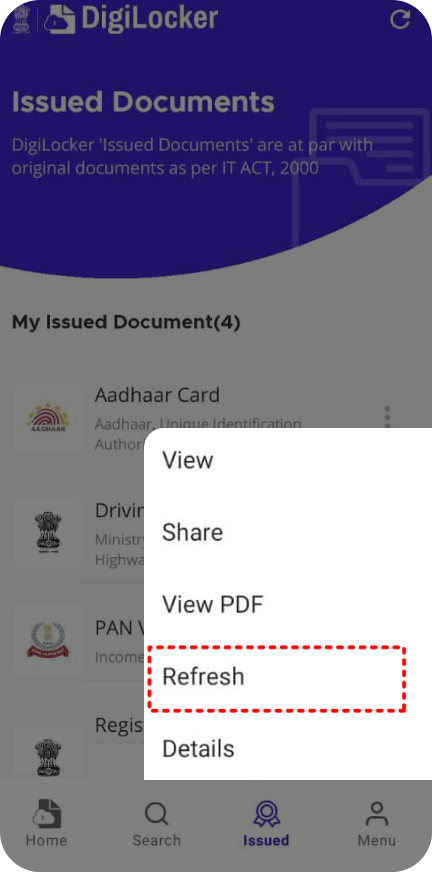 DigiLocker
Issued Documents
DigiLocker 'Issued Documents' are at par with
original documents as per IT ACT, 2000
My Issued Document(4)
Aadhaar Card
Aadhaar, Unique Identification
Author
AADHAAR
View
Drivin
Ministry
Highwa
Share
View PDF
PAN V
Income
Refresh
Regis
Details
Home
Search
Issued
Menu